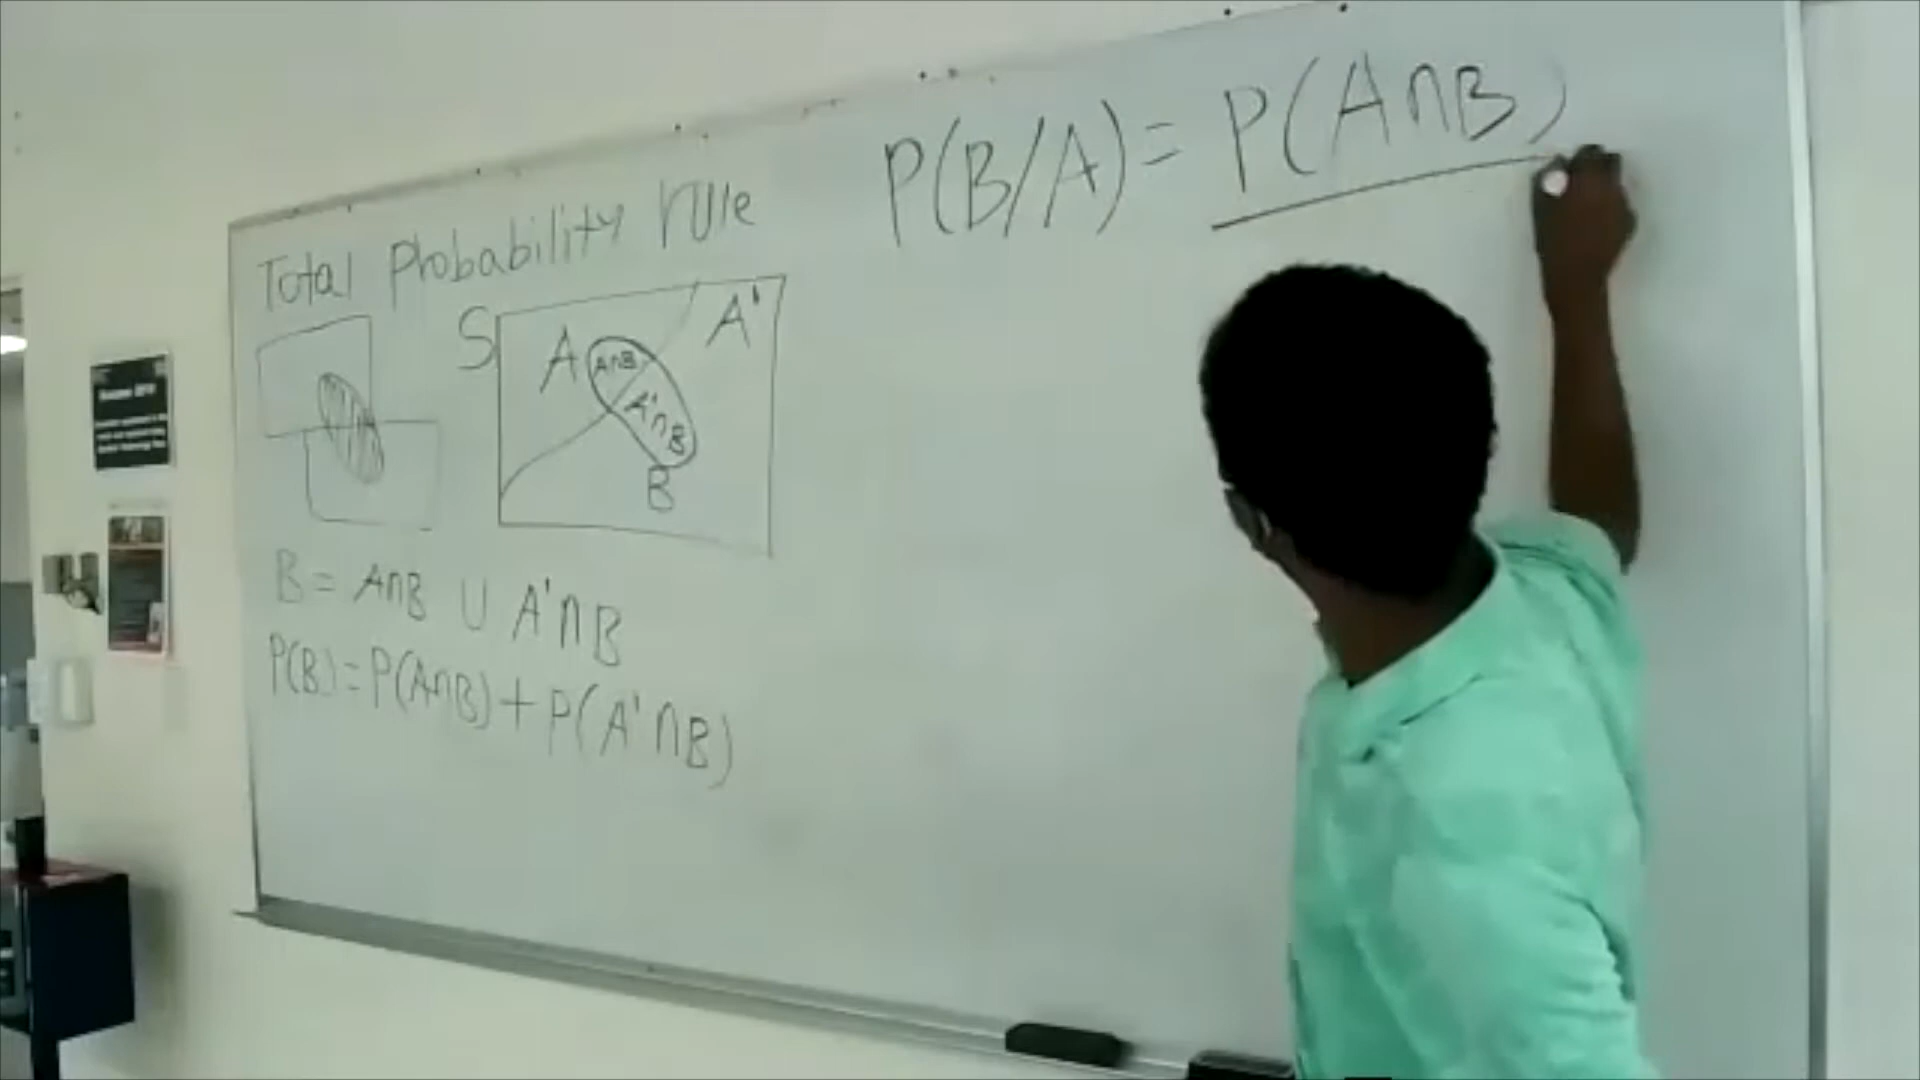 Total Probability rule
S
A
A'
A∩B
A'∩B
B
B = A∩B ∪ A'∩B
P(B) = P(A∩B) + P(A'∩B)
P(B/A) = P(A∩B)